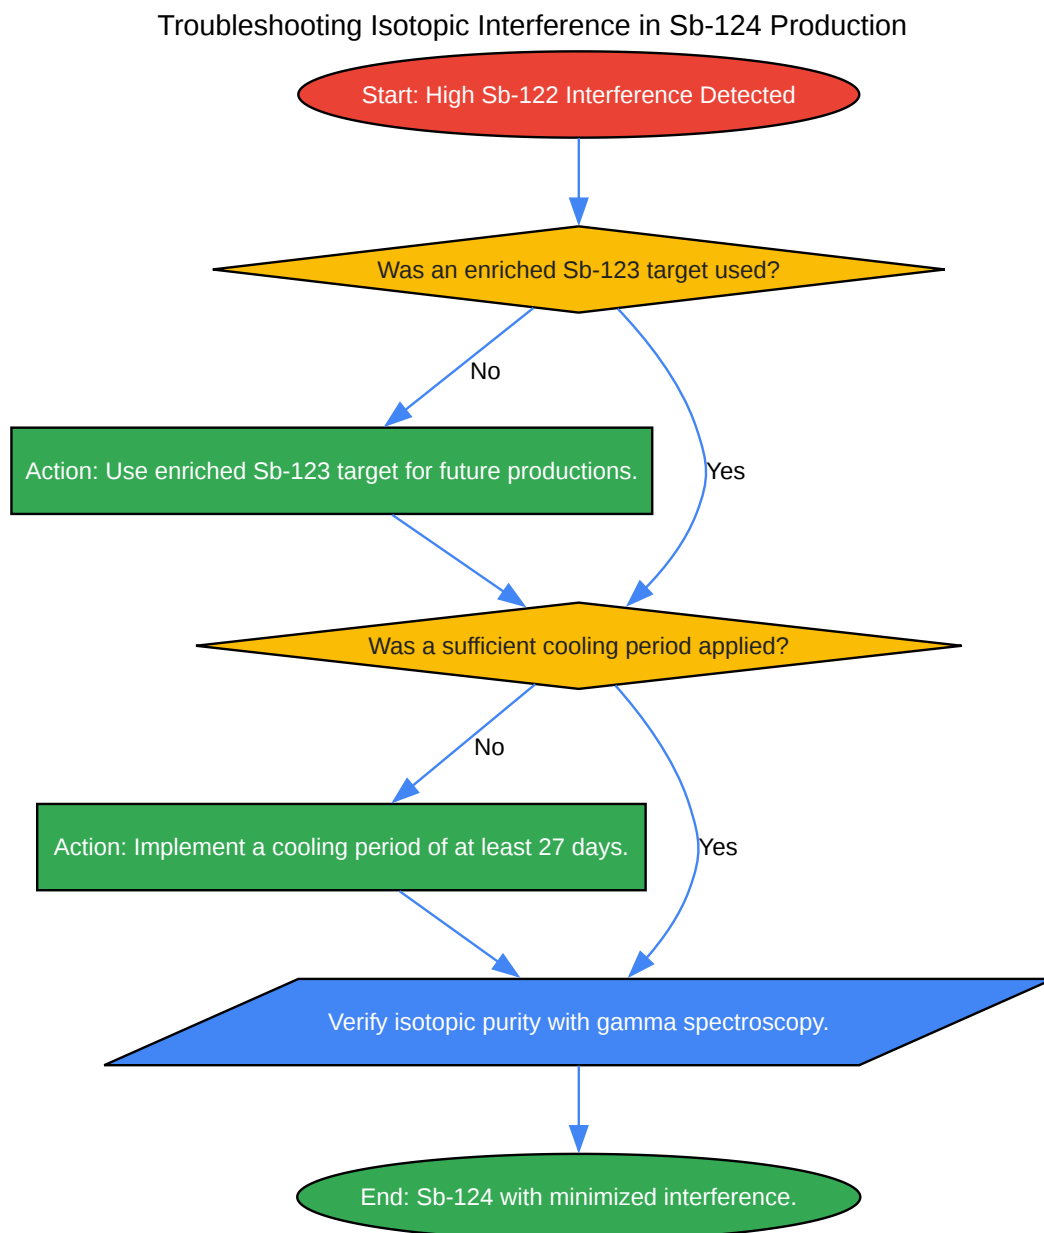 Troubleshooting Isotopic Interference in Sb-124 Production
Start: High Sb-122 Interference Detected
Was an enriched Sb-123 target used?
No
Action: Use enriched Sb-123 target for future productions.
Yes
Was a sufficient cooling period applied?
No
Action: Implement a cooling period of at least 27 days.
Yes
Verify isotopic purity with gamma spectroscopy.
End: Sb-124 with minimized interference.